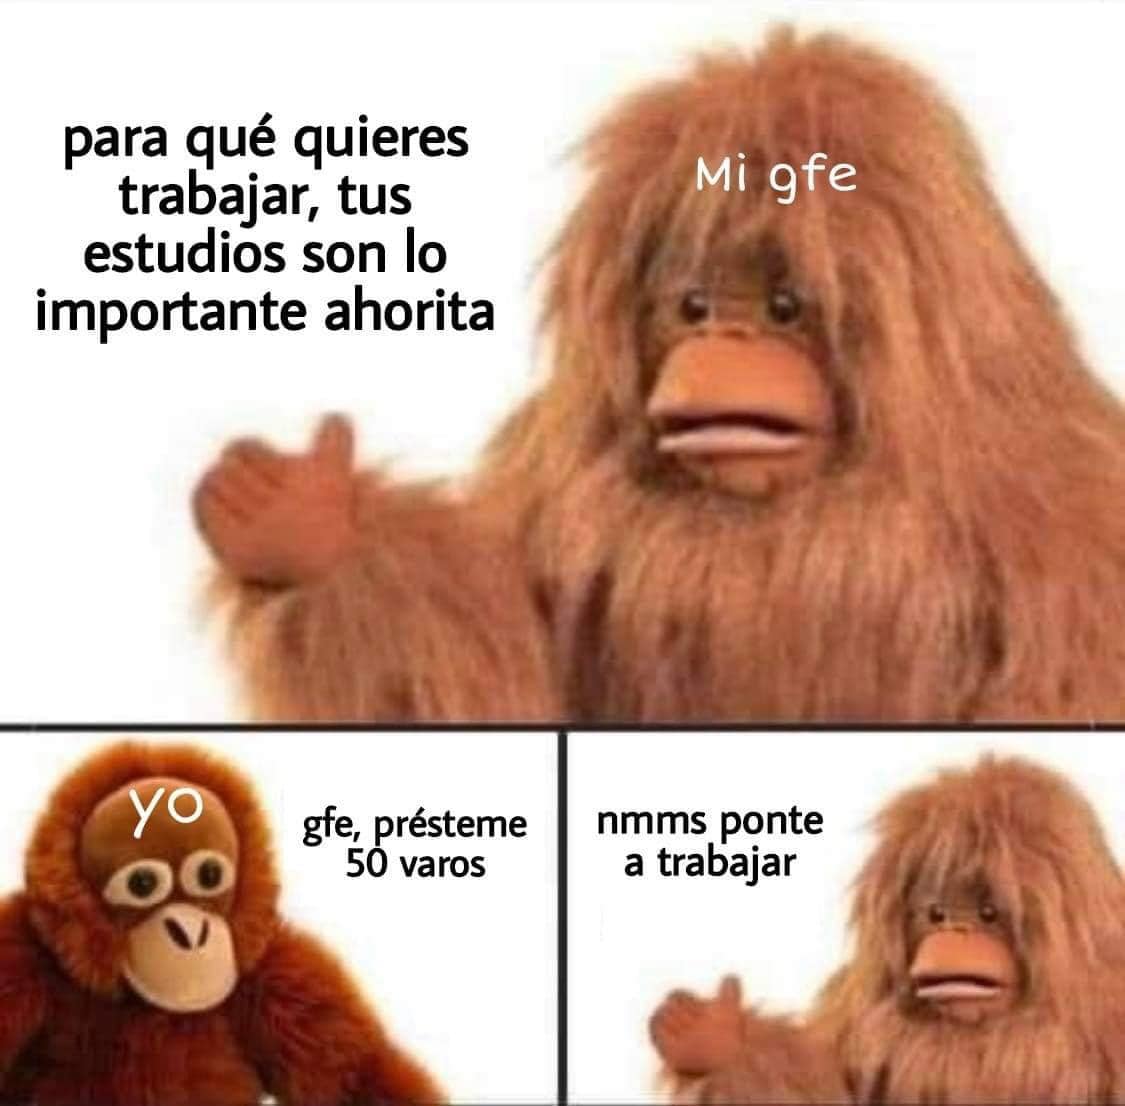 para qué quieres
trabajar, tus
estudios son lo
importante ahorita
Mi gfe
yo
gfe, présteme
50 varos
nmms ponte
a trabajar